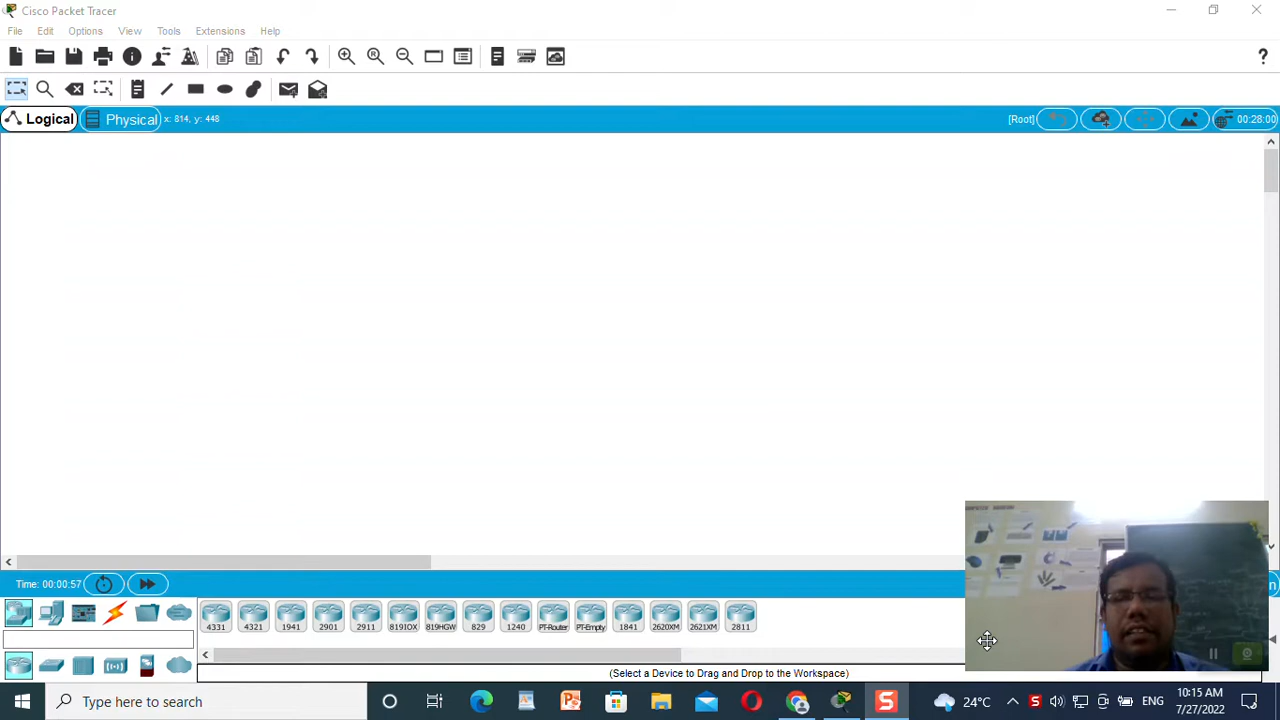 Cisco Packet Tracer
File Edit Options View Tools Extensions Help
Logical Physical x: 814, y: 448 [Root] 00:28:00
Time: 00:00:57
4331 4321 1941 2901 2911 819IOX 819HGW 829 1240 PT-Router PT-Empty 1841 2620XM 2621XM 2811
(Select a Device to Drag and Drop to the Workspace)
Type here to search
24°C ENG 10:15 AM
7/27/2022